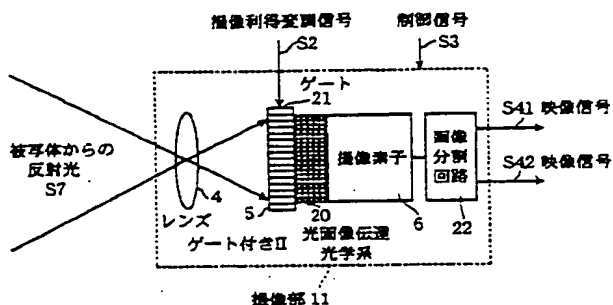 撮像利得変調信号
S2
制御信号
S3
ゲート
21
S41 映像信号
被写体からの
反射光
S7
撮像素子
画像
分割
回路
S42 映像信号
4
レンズ
5
20
6
22
ゲート付きII
光画像伝達
光学系
撮像部 11